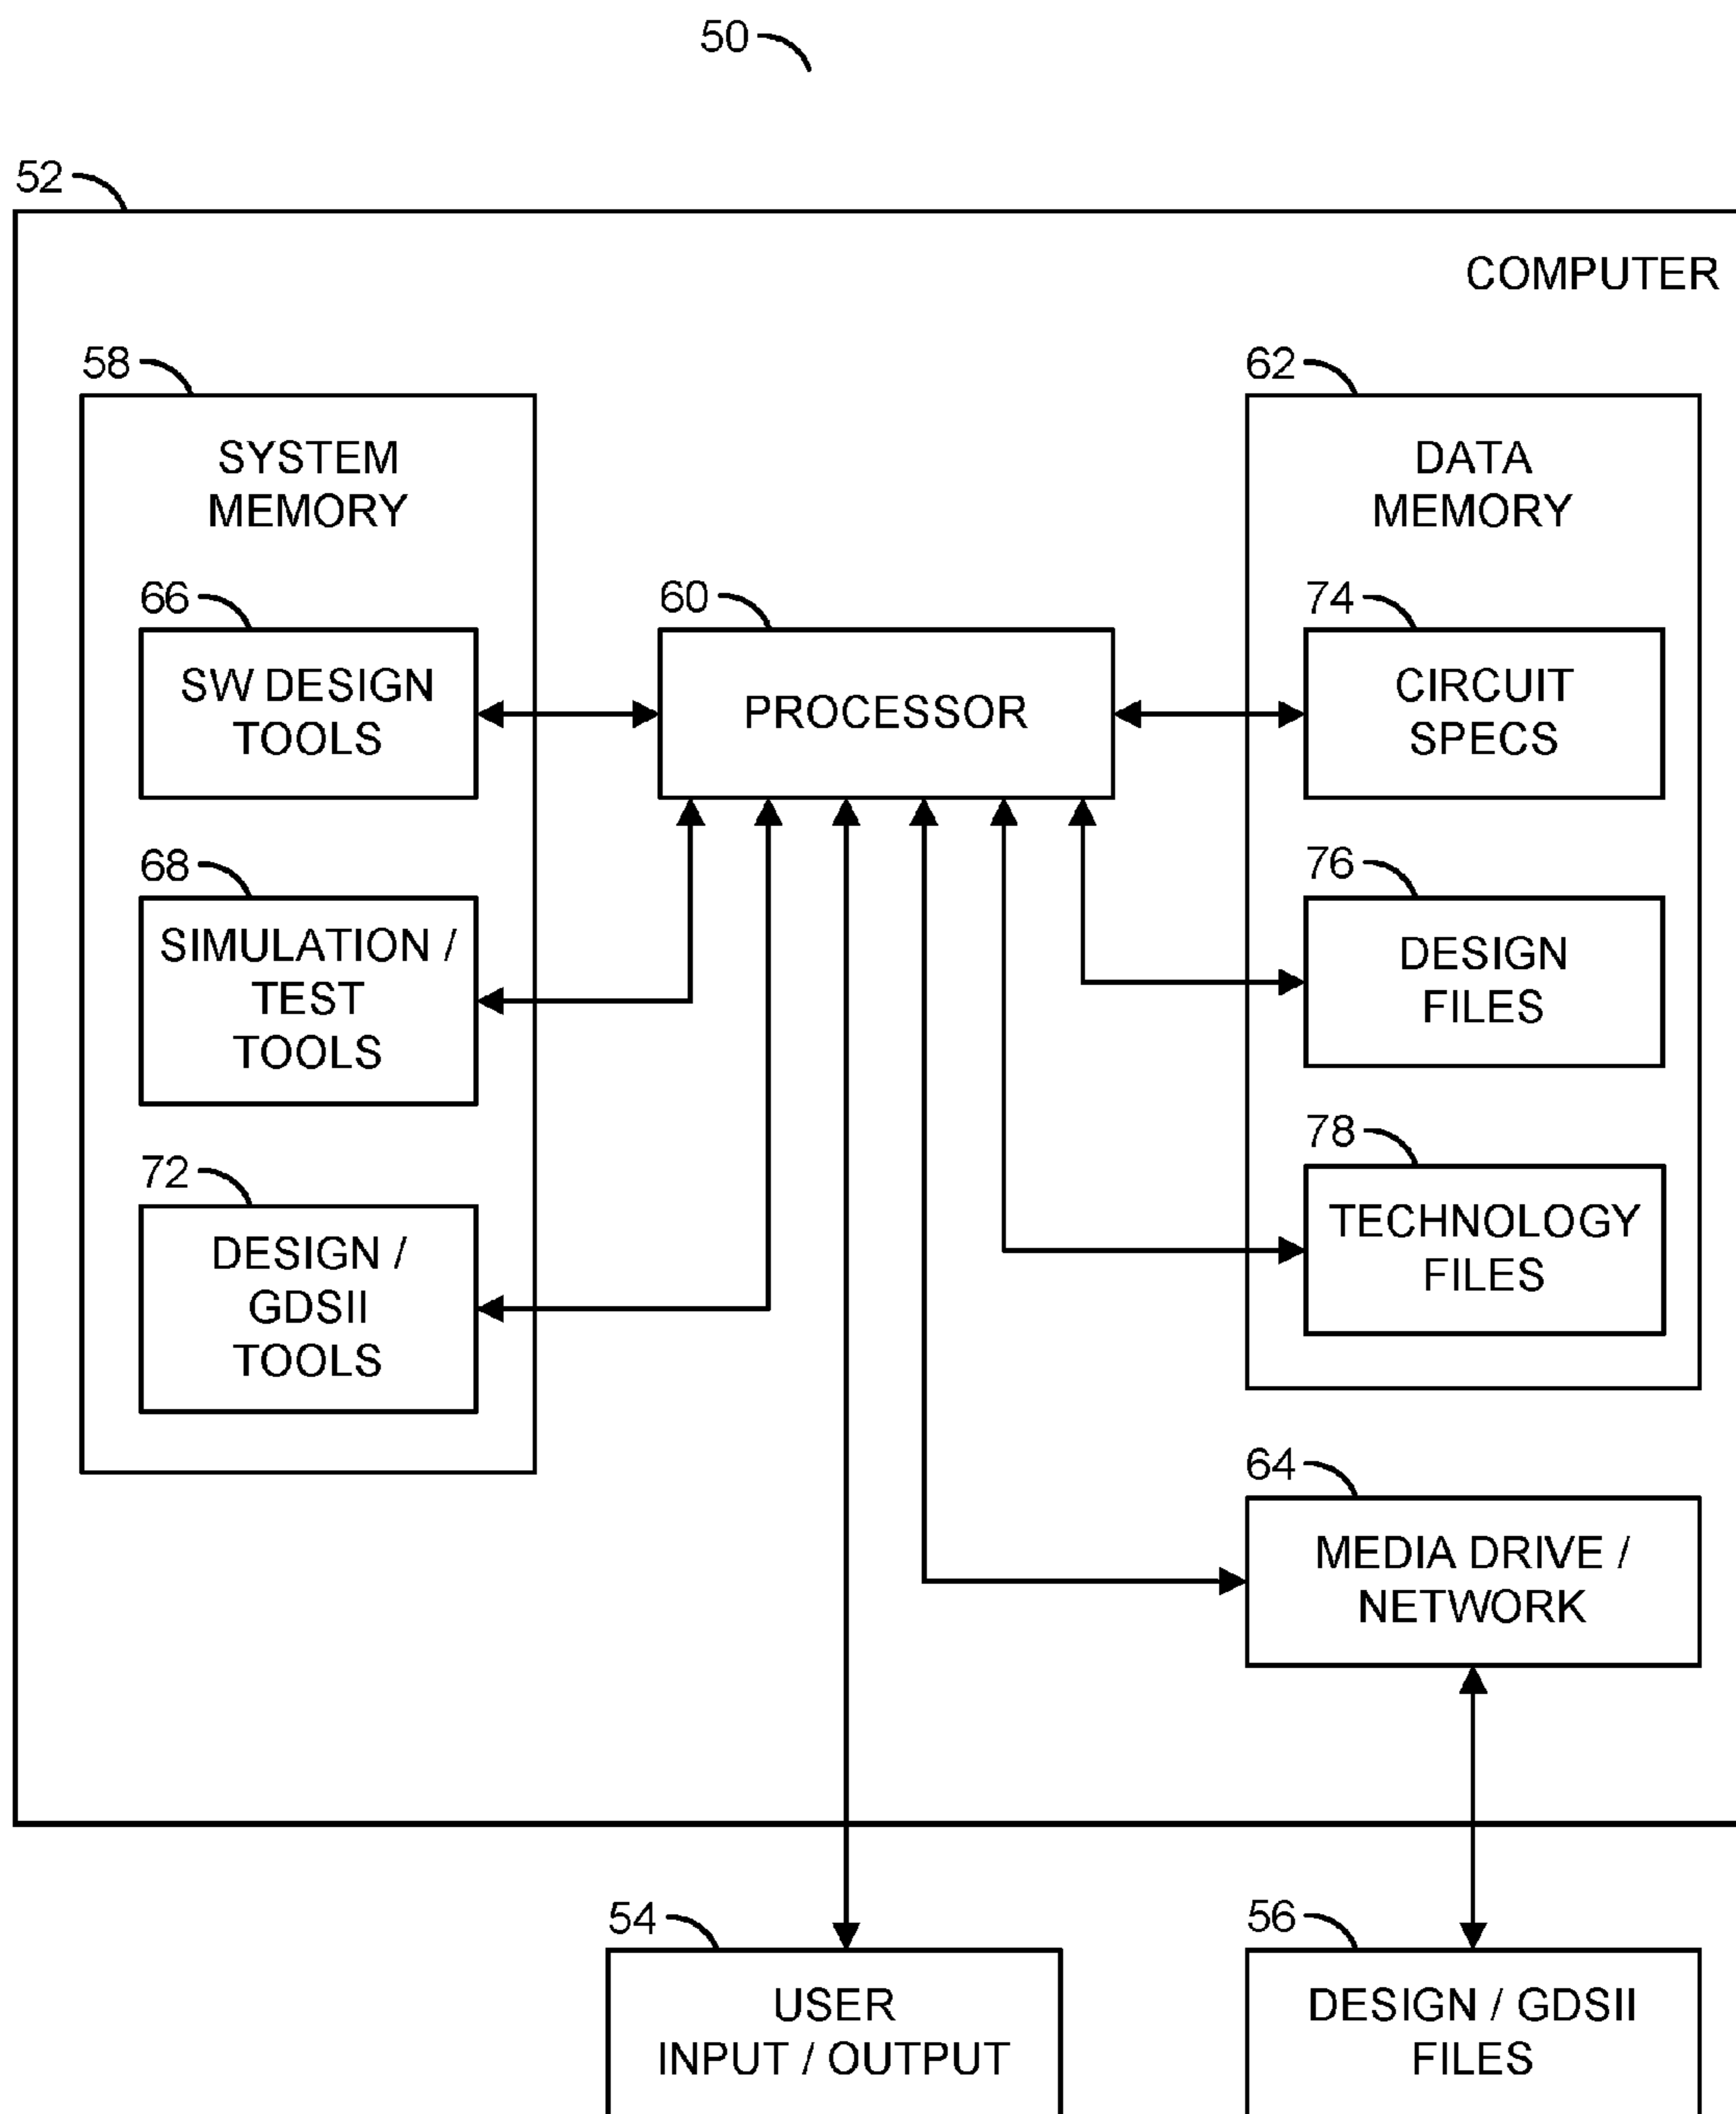 50
52
COMPUTER
58
SYSTEM
MEMORY
62
DATA
MEMORY
66
SW DESIGN
TOOLS
60
PROCESSOR
74
CIRCUIT
SPECS
68
SIMULATION /
TEST
TOOLS
76
DESIGN
FILES
72
DESIGN /
GDSII
TOOLS
78
TECHNOLOGY
FILES
64
MEDIA DRIVE /
NETWORK
54
USER
INPUT / OUTPUT
56
DESIGN / GDSII
FILES